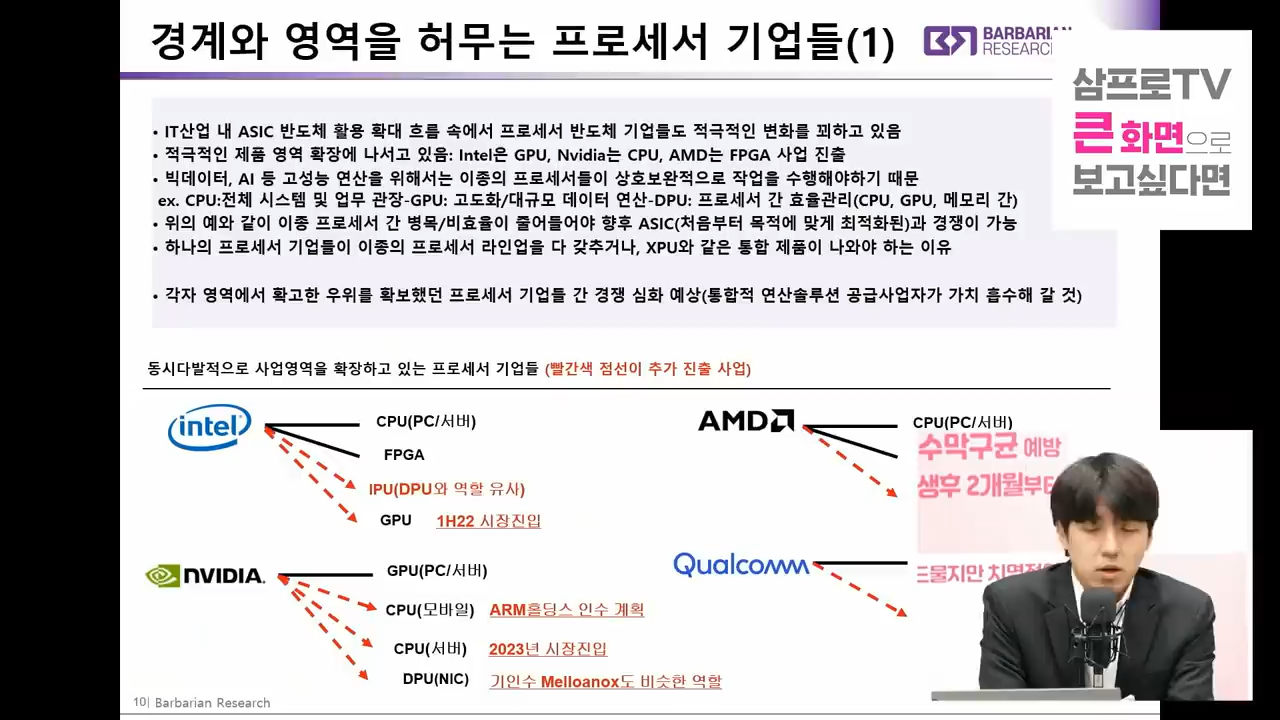 경계와 영역을 허무는 프로세서 기업들(1)
BARBARIAN
RESEARCH
삼프로TV
큰 화면으로
보고싶다면
• IT산업 내 ASIC 반도체 활용 확대 흐름 속에서 프로세서 반도체 기업들도 적극적인 변화를 꾀하고 있음
• 적극적인 제품 영역 확장에 나서고 있음: Intel은 GPU, Nvidia는 CPU, AMD는 FPGA 사업 진출
• 빅데이터, AI 등 고성능 연산을 위해서는 이종의 프로세서들이 상호보완적으로 작업을 수행해야하기 때문
ex. CPU:전체 시스템 및 업무 관장-GPU: 고도화/대규모 데이터 연산-DPU: 프로세서 간 효율관리(CPU, GPU, 메모리 간)
• 위의 예와 같이 이종 프로세서 간 병목/비효율이 줄어들어야 향후 ASIC(처음부터 목적에 맞게 최적화된)과 경쟁이 가능
• 하나의 프로세서 기업들이 이종의 프로세서 라인업을 다 갖추거나, XPU와 같은 통합 제품이 나와야 하는 이유
• 각자 영역에서 확고한 우위를 확보했던 프로세서 기업들 간 경쟁 심화 예상(통합적 연산솔루션 공급사업자가 가치 흡수해 갈 것)
동시다발적으로 사업영역을 확장하고 있는 프로세서 기업들 (빨간색 점선이 추가 진출 사업)
intel
CPU(PC/서버)
FPGA
IPU(DPU와 역할 유사)
GPU 1H22 시장진입
AMD
CPU(PC/서버)
수막구균 예방
생후 2개월부터
NVIDIA
GPU(PC/서버)
CPU(모바일) ARM홀딩스 인수 계획
CPU(서버) 2023년 시장진입
DPU(NIC) 기인수 Melloanox도 비슷한 역할
Qualcomm
드물지만
10| Barbarian Research